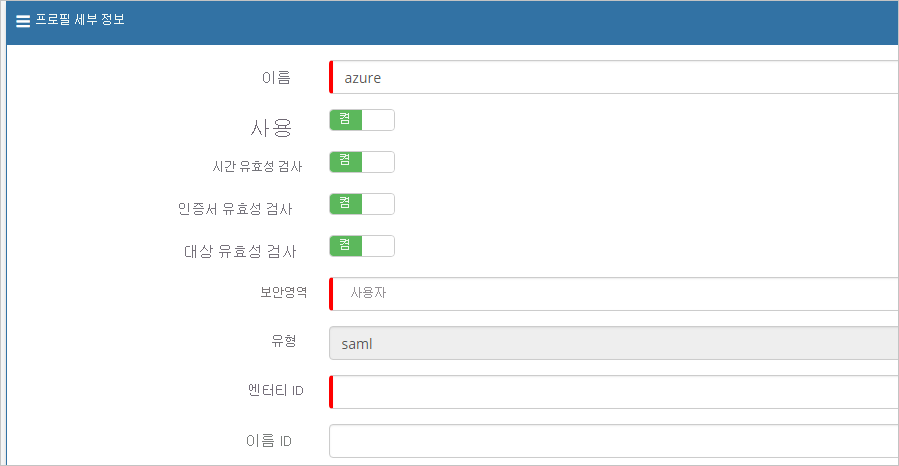 프로필 세부 정보
이름 azure
사용 켬
시간 유효성 검사 켬
인증서 유효성 검사 켬
대상 유효성 검사 켬
보안영역 사용자
유형 saml
엔터티 ID
이름 ID